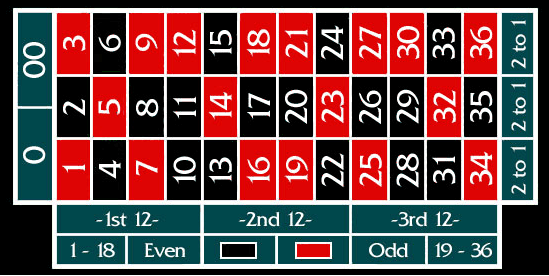 00 3 6 9 12 15 18 21 24 27 30 33 36 2 to 1
2 5 8 11 14 17 20 23 26 29 32 35 2 to 1
0 1 4 7 10 13 16 19 22 25 28 31 34 2 to 1
-1st 12- -2nd 12- -3rd 12-
1 - 18 Even Odd 19 - 36